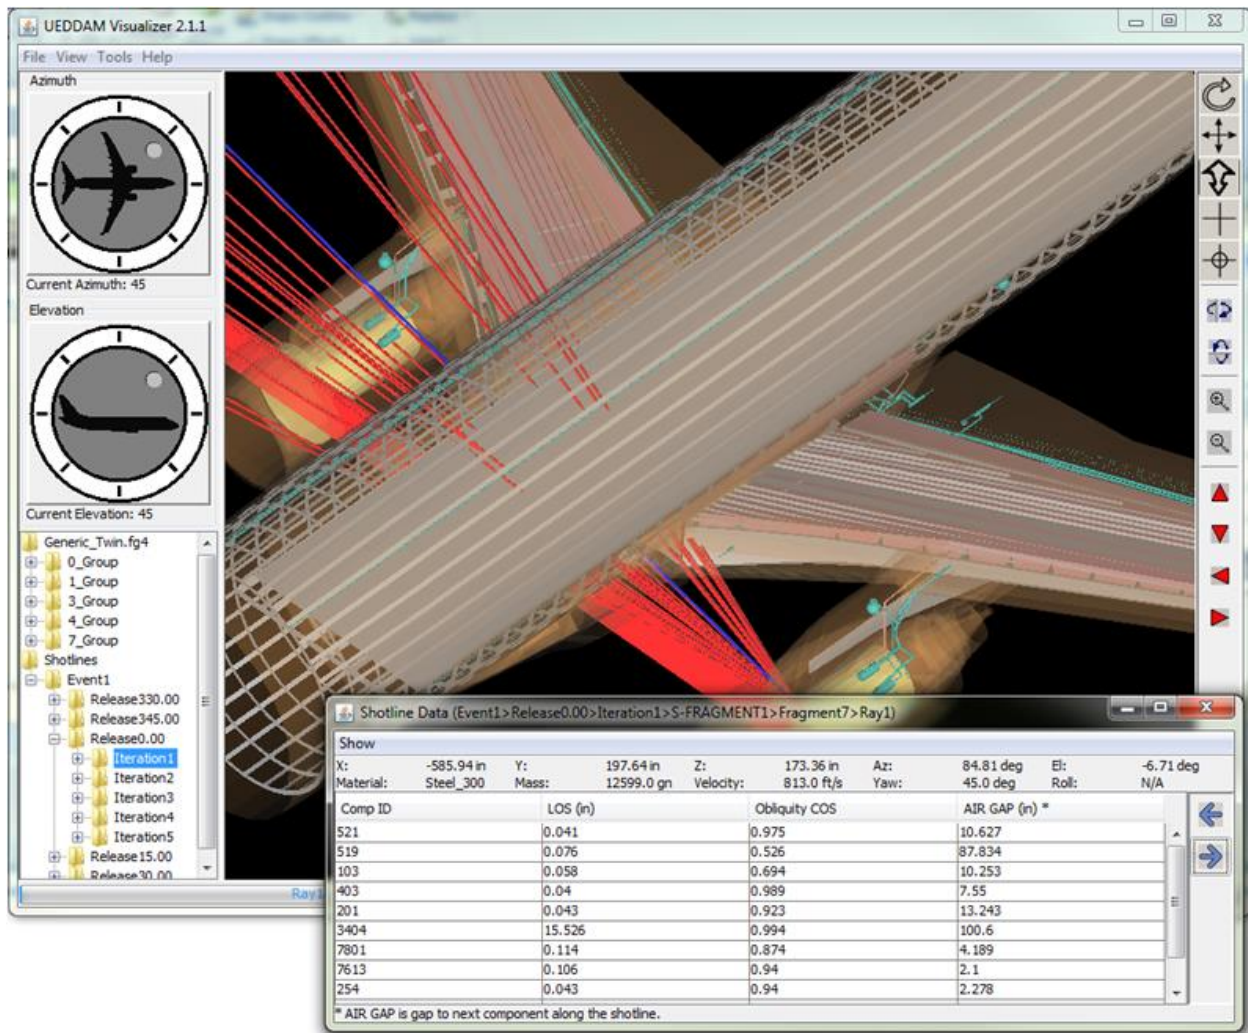 UEDDAM Visualizer 2.1.1
File View Tools Help
Azimuth
Current Azimuth: 45
Elevation
Current Elevation: 45
Generic_Twin.fg4
0_Group
1_Group
3_Group
4_Group
7_Group
Shotlines
Event1
Release330.00
Release345.00
Release0.00
Iteration1
Iteration2
Iteration3
Iteration4
Iteration5
Release15.00
Release30.00
Ray1
Shotline Data (Event1>Release0.00>Iteration1>S-FRAGMENT1>Fragment7>Ray1)
Show
X: -585.94 in Y: 197.64 in Z: 173.36 in Az: 84.81 deg El: -6.71 deg
Material: Steel_300 Mass: 12599.0 gn Velocity: 813.0 ft/s Yaw: 45.0 deg Roll: N/A
Comp ID LOS (in) Obliquity COS AIR GAP (in) *
521 0.041 0.975 10.627
519 0.076 0.526 87.834
103 0.058 0.694 10.253
403 0.04 0.989 7.55
201 0.043 0.923 13.243
3404 15.526 0.994 100.6
7801 0.114 0.874 4.189
7613 0.106 0.94 2.1
254 0.043 0.94 2.278
* AIR GAP is gap to next component along the shotline.